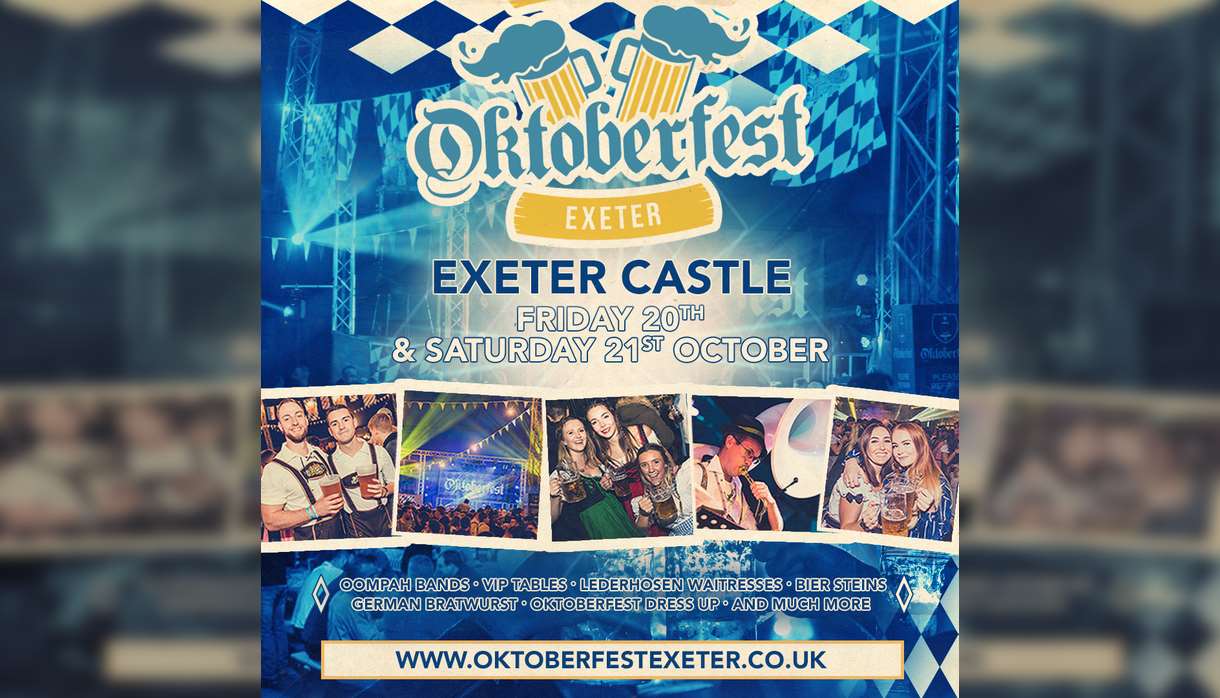 Oktoberfest
EXETER
EXETER CASTLE
FRIDAY 20TH
& SATURDAY 21ST OCTOBER
Oktoberfest
OOMPAH BANDS • VIP TABLES • LEDERHOSEN WAITRESSES • BIER STEINS
GERMAN BRATWURST • OKTOBERFEST DRESS UP • AND MUCH MORE
WWW.OKTOBERFESTEXETER.CO.UK